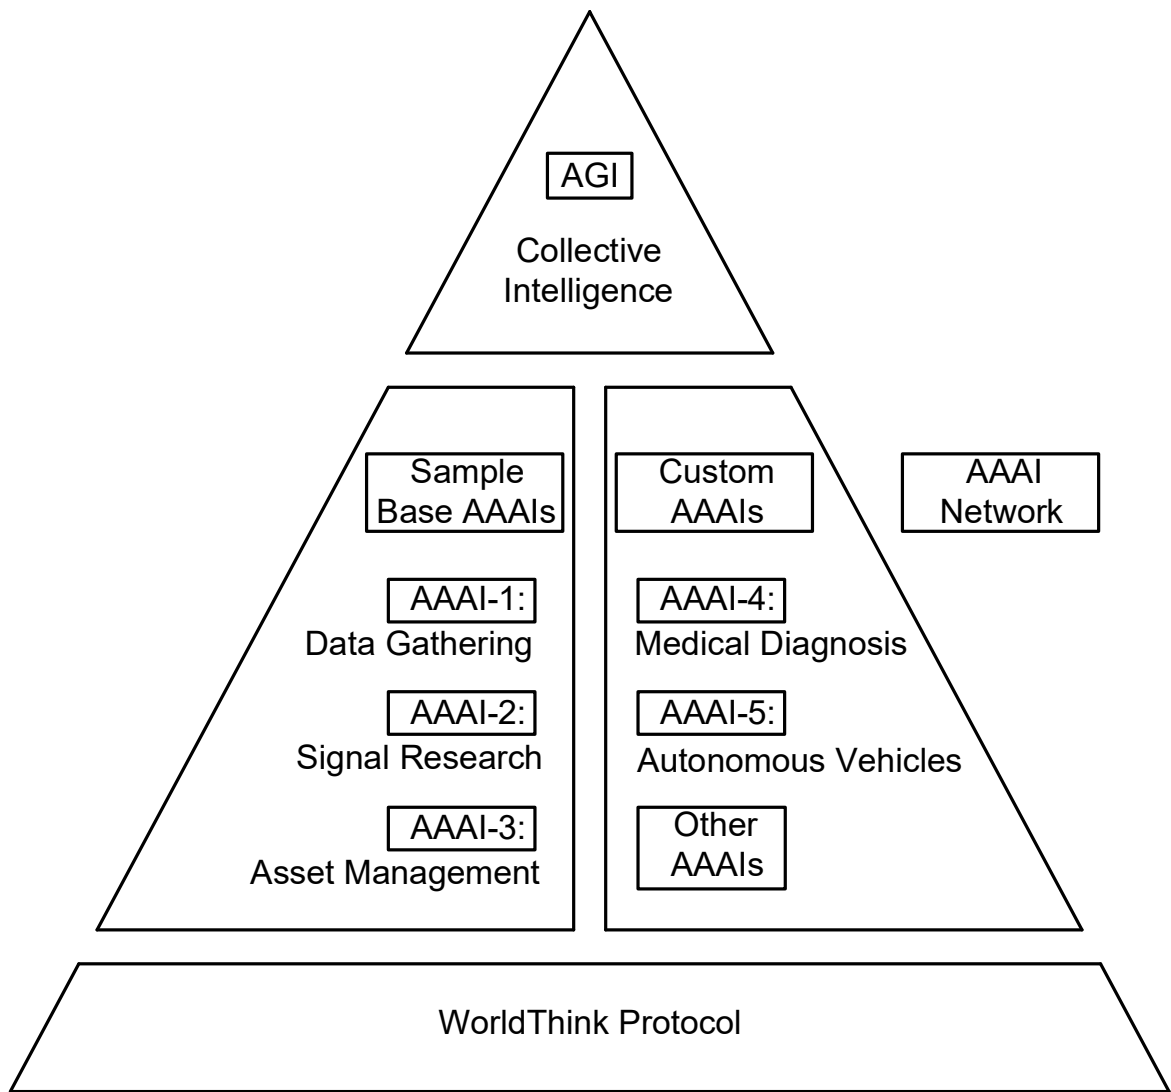 AGI
Collective
Intelligence
Sample
Base AAAIs
AAAI-1:
Data Gathering
AAAI-2:
Signal Research
AAAI-3:
Asset Management
Custom
AAAIs
AAAI-4:
Medical Diagnosis
AAAI-5:
Autonomous Vehicles
Other
AAAIs
AAAI
Network
WorldThink Protocol